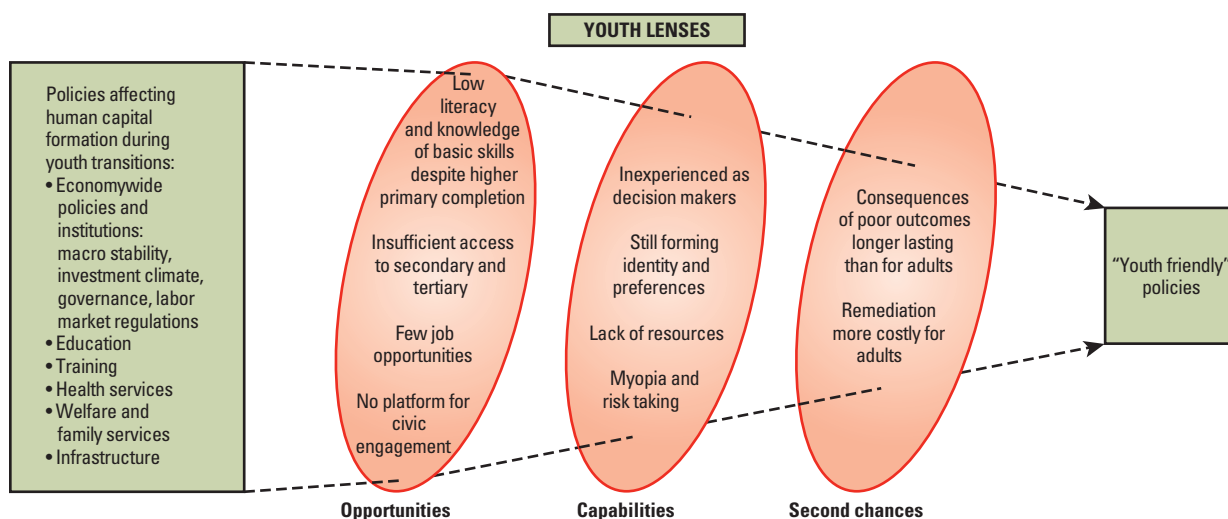 YOUTH LENSES
Policies affecting
human capital
formation during
youth transitions:
• Economywide
policies and
institutions:
macro stability,
investment climate,
governance, labor
market regulations
• Education
• Training
• Health services
• Welfare and
family services
• Infrastructure
Low
literacy
and knowledge
of basic skills
despite higher
primary completion
Insufficient access
to secondary and
tertiary
Few job
opportunities
No platform for
civic
engagement
Opportunities
Inexperienced as
decision makers
Still forming
identity and
preferences
Lack of resources
Myopia and
risk taking
Capabilities
Consequences
of poor outcomes
longer lasting
than for adults
Remediation
more costly for
adults
Second chances
“Youth friendly”
policies